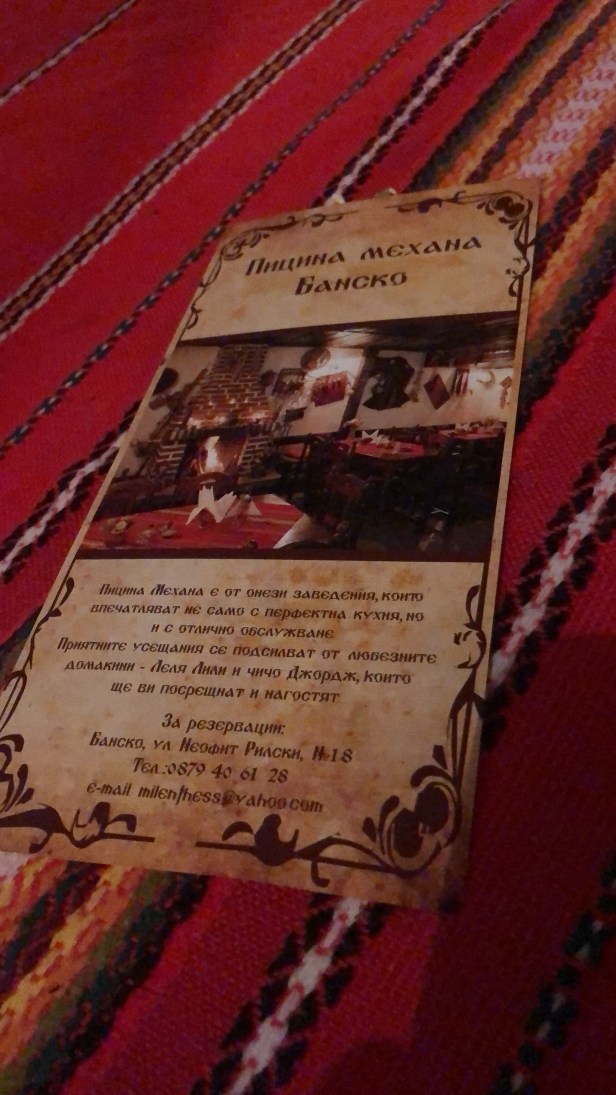 Пицина механа
Банско
Пицина Механа е от онези заведения, които
впечатляват не само с перфектна кухня, но
и с отлично обслужване
Приятните усещания се подсилват от любезните
домакини - Леля Лили и чичо Джордж, които
ще ви посрещнат и нагостят
За резервации:
Банско, ул Неофит Рилски, №18
Тел.:0879 40 61 28
e-mail milenfhess@yahoo.com